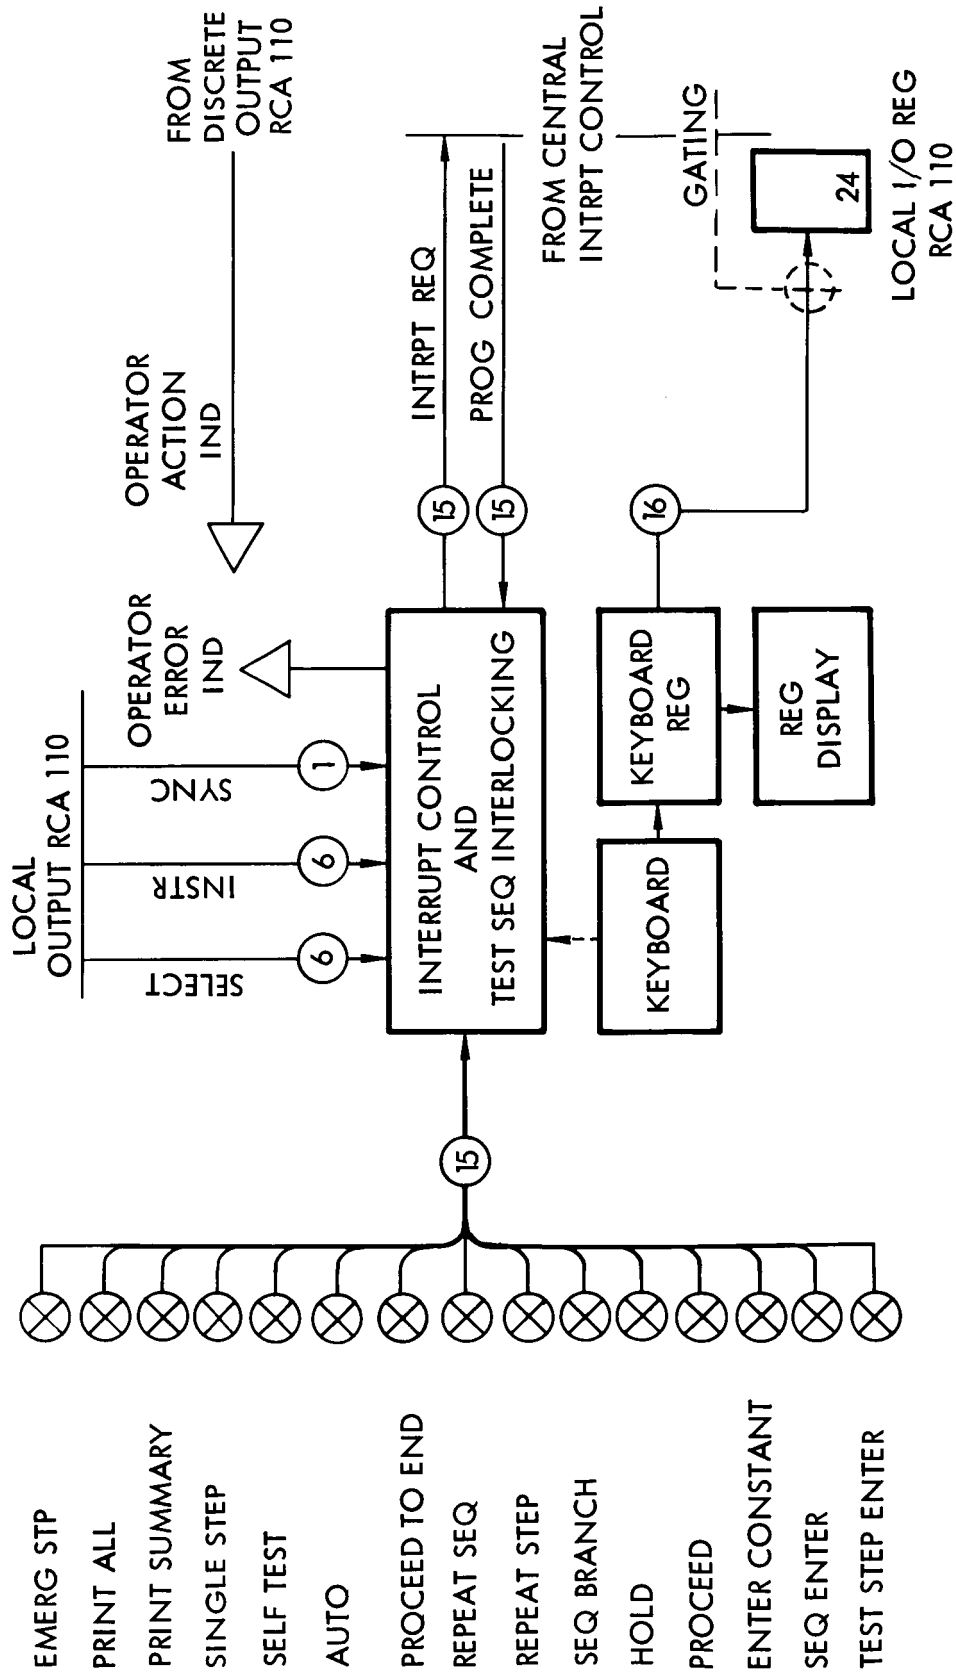 EMERG STP
PRINT ALL
PRINT SUMMARY
SINGLE STEP
SELF TEST
AUTO
PROCEED TO END
REPEAT SEQ
REPEAT STEP
SEQ BRANCH
HOLD
PROCEED
ENTER CONSTANT
SEQ ENTER
TEST STEP ENTER
15
LOCAL
OUTPUT RCA 110
SELECT
INSTR
SYNC
6
6
1
INTERRUPT CONTROL
AND
TEST SEQ INTERLOCKING
OPERATOR
ERROR
IND
OPERATOR
ACTION
IND
FROM
DISCRETE
OUTPUT
RCA 110
15
INTRPT REQ
15
PROG COMPLETE
FROM CENTRAL
INTRPT CONTROL
KEYBOARD
KEYBOARD
REG
REG
DISPLAY
16
GATING
24
LOCAL I/O REG
RCA 110